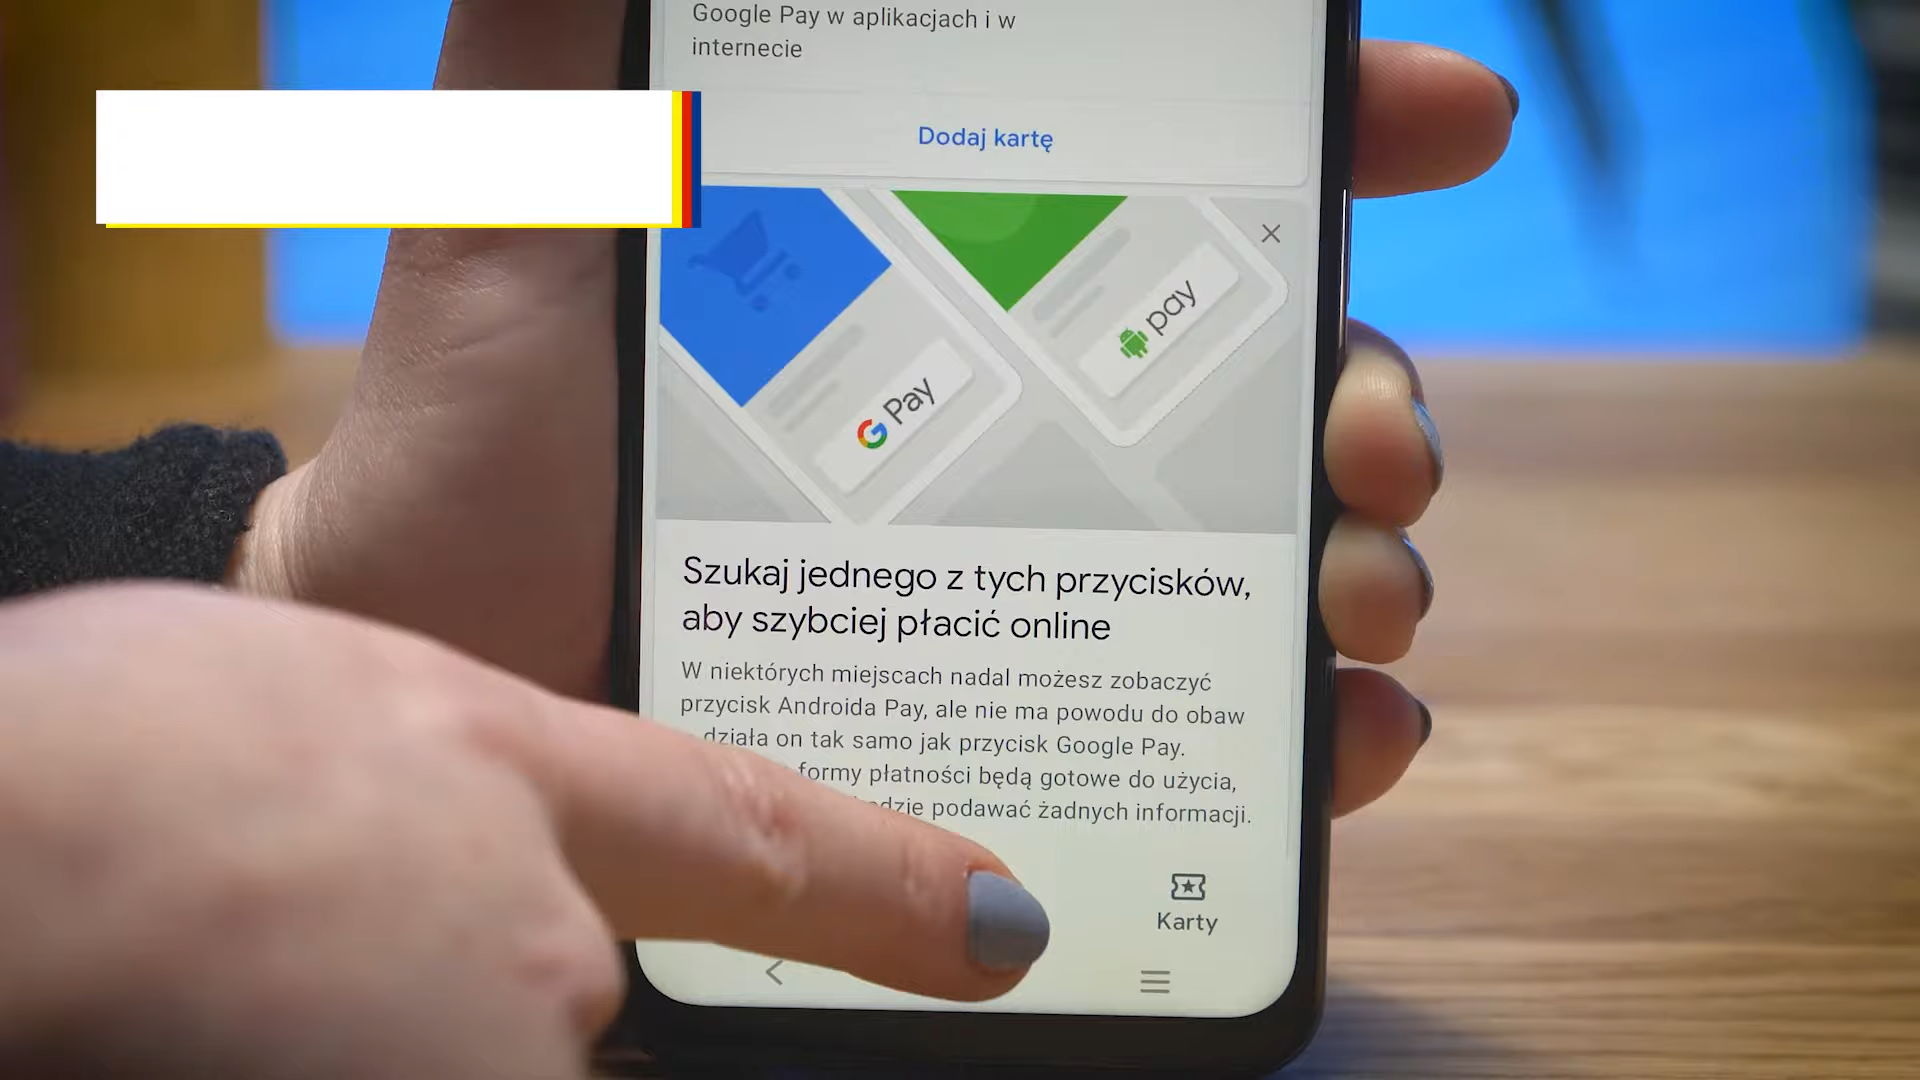 Google Pay w aplikacjach i w
internecie
Dodaj kartę
G Pay
pay
Szukaj jednego z tych przycisków,
aby szybciej płacić online
W niektórych miejscach nadal możesz zobaczyć
przycisk Androida Pay, ale nie ma powodu do obaw
działa on tak samo jak przycisk Google Pay.
formy płatności będą gotowe do użycia,
podawać żadnych informacji.
Karty